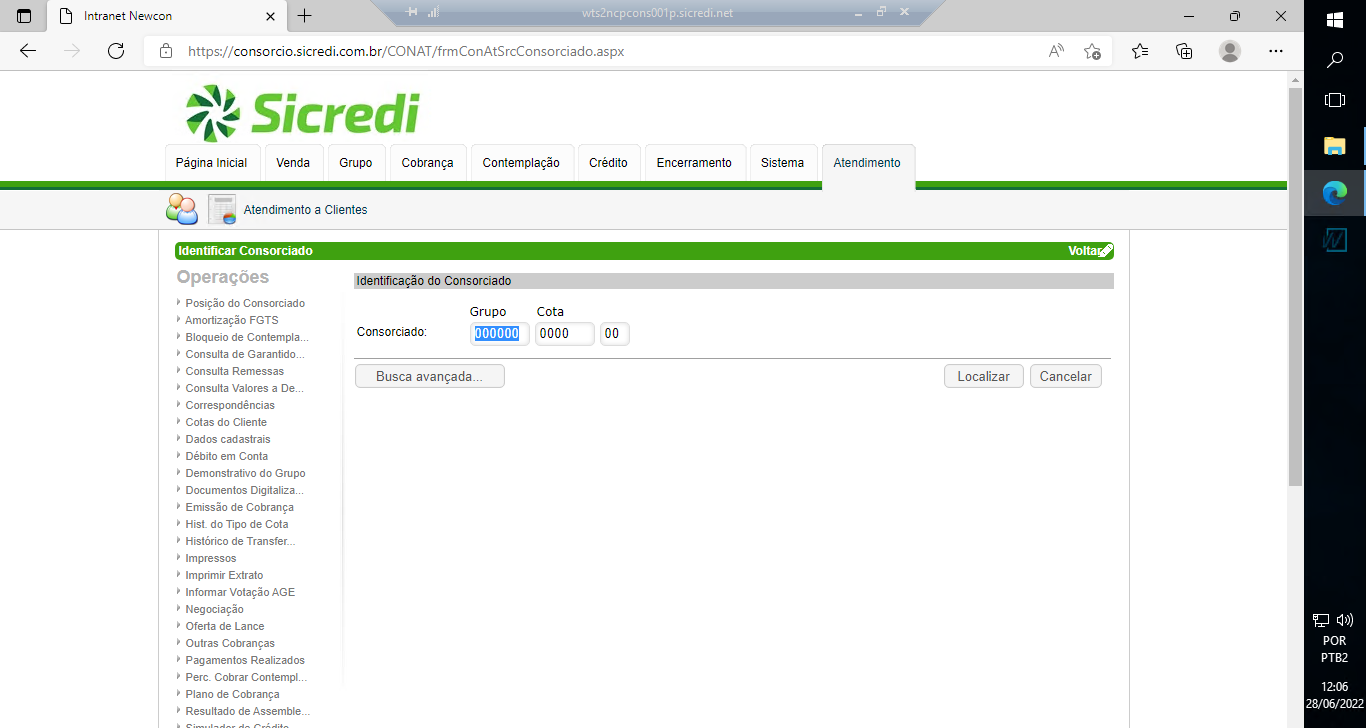 Intranet Newcon
wts2ncpcons001p.sicredi.net
https://consorcio.sicredi.com.br/CONAT/frmConAtSrcConsorciado.aspx
Sicredi
Página Inicial
Venda
Grupo
Cobrança
Contemplação
Crédito
Encerramento
Sistema
Atendimento
Atendimento a Clientes
Identificar Consorciado
Voltar
Operações
Posição do Consorciado
Amortização FGTS
Bloqueio de Contempla...
Consulta de Garantido...
Consulta Remessas
Consulta Valores a De...
Correspondências
Cotas do Cliente
Dados cadastrais
Débito em Conta
Demonstrativo do Grupo
Documentos Digitaliza...
Emissão de Cobrança
Hist. do Tipo de Cota
Histórico de Transfer...
Impressos
Imprimir Extrato
Informar Votação AGE
Negociação
Oferta de Lance
Outras Cobranças
Pagamentos Realizados
Perc. Cobrar Contempl...
Plano de Cobrança
Resultado de Assemble...
Simulador de Crédito
Identificação do Consorciado
Grupo Cota
Consorciado: 000000 0000 00
Busca avançada...
Localizar
Cancelar
POR
PTB2
12:06
28/06/2022